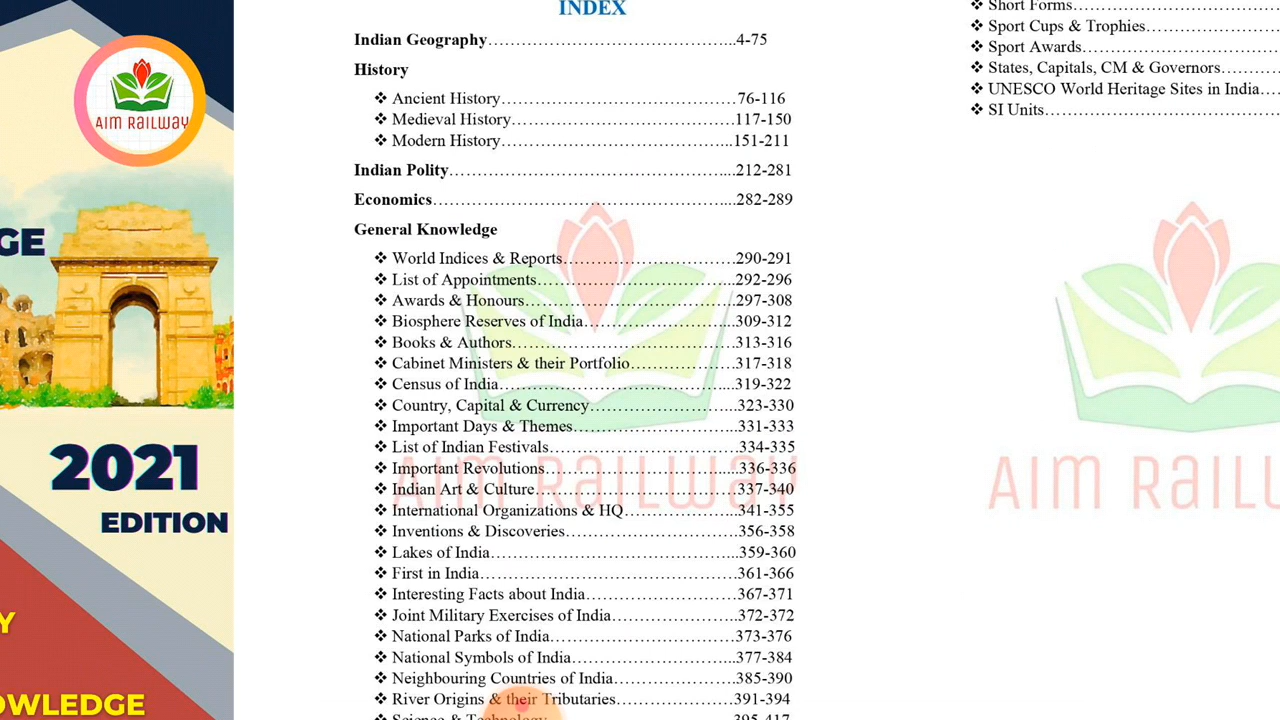 AIM RAILWAY
GE
2021
EDITION
Y
OWLEDGE
INDEX
Indian Geography…………………………………………...4-75
History
❖ Ancient History……………………………………76-116
❖ Medieval History…………………………………117-150
❖ Modern History…………………………………...151-211
Indian Polity…………………………………………....212-281
Economics……………………………………………...282-289
General Knowledge
❖ World Indices & Reports…………………………290-291
❖ List of Appointments……………………………..292-296
❖ Awards & Honours……………………………….297-308
❖ Biosphere Reserves of India……………………...309-312
❖ Books & Authors………………………………....313-316
❖ Cabinet Ministers & their Portfolio……………...317-318
❖ Census of India…………………………………....319-322
❖ Country, Capital & Currency……………………...323-330
❖ Important Days & Themes………………………...331-333
❖ List of Indian Festivals…………………………….334-335
❖ Important Revolutions……………………………..336-336
❖ Indian Art & Culture……………………………….337-340
❖ International Organizations & HQ………………...341-355
❖ Inventions & Discoveries………………………….356-358
❖ Lakes of India……………………………………...359-360
❖ First in India……………………………………….361-366
❖ Interesting Facts about India……………………….367-371
❖ Joint Military Exercises of India…………………..372-372
❖ National Parks of India…………………………….373-376
❖ National Symbols of India………………………...377-384
❖ Neighbouring Countries of India………………….385-390
❖ River Origins & their Tributaries………………….391-394
❖ Science & Technology…………………………….395-417
AIM RAILWAY
❖ Short Forms……………………
❖ Sport Cups & Trophies…………
❖ Sport Awards……………………
❖ States, Capitals, CM & Governors………
❖ UNESCO World Heritage Sites in India….
❖ SI Units……………………………
AIM RAILW